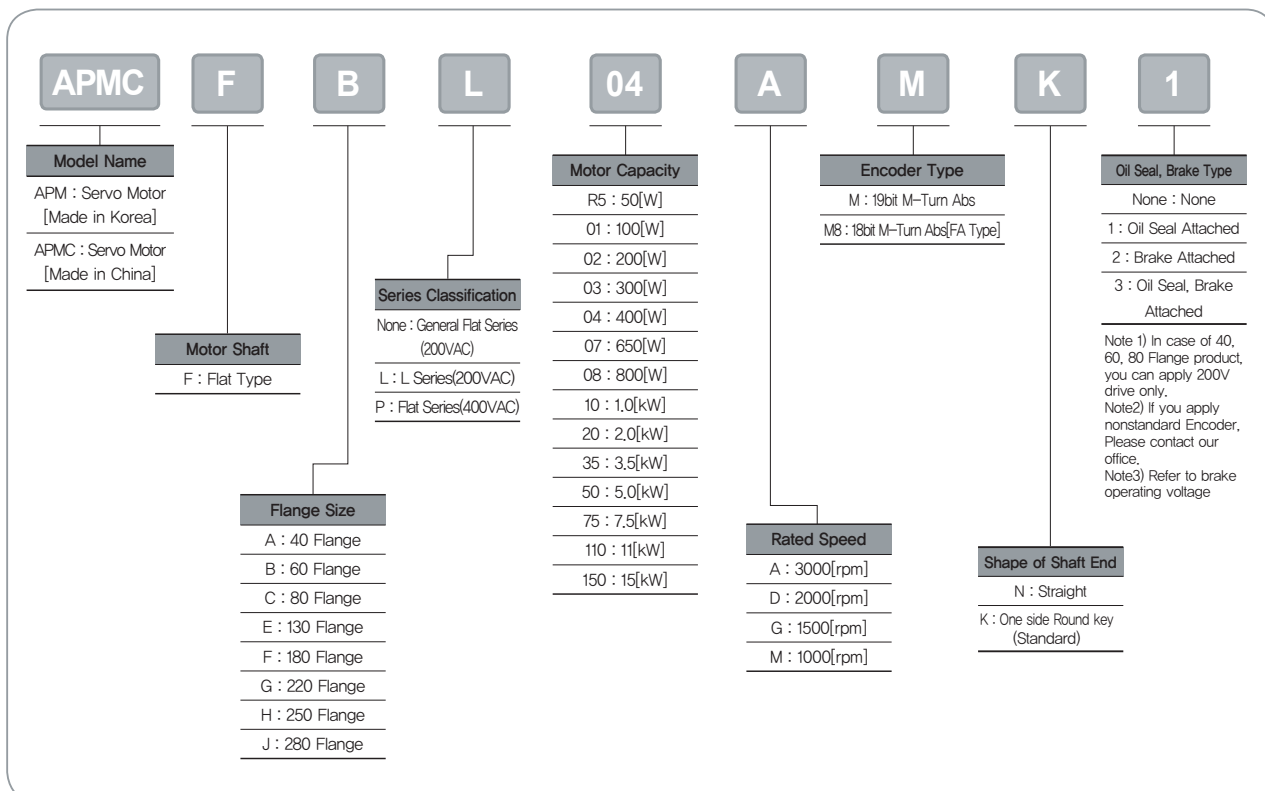 APMC F B L 04 A M K 1
Model Name
APM : Servo Motor
[Made in Korea]
APMC : Servo Motor
[Made in China]
Motor Shaft
F : Flat Type
Flange Size
A : 40 Flange
B : 60 Flange
C : 80 Flange
E : 130 Flange
F : 180 Flange
G : 220 Flange
H : 250 Flange
J : 280 Flange
Series Classification
None : General Flat Series
(200VAC)
L : L Series(200VAC)
P : Flat Series(400VAC)
Motor Capacity
R5 : 50[W]
01 : 100[W]
02 : 200[W]
03 : 300[W]
04 : 400[W]
07 : 650[W]
08 : 800[W]
10 : 1.0[kW]
20 : 2.0[kW]
35 : 3.5[kW]
50 : 5.0[kW]
75 : 7.5[kW]
110 : 11[kW]
150 : 15[kW]
Rated Speed
A : 3000[rpm]
D : 2000[rpm]
G : 1500[rpm]
M : 1000[rpm]
Encoder Type
M : 19bit M-Turn Abs
M8 : 18bit M-Turn Abs[FA Type]
Shape of Shaft End
N : Straight
K : One side Round key
(Standard)
Oil Seal, Brake Type
None : None
1 : Oil Seal Attached
2 : Brake Attached
3 : Oil Seal, Brake
Attached
Note 1) In case of 40,
60, 80 Flange product,
you can apply 200V
drive only.
Note2) If you apply
nonstandard Encoder,
Please contact our
office.
Note3) Refer to brake
operating voltage